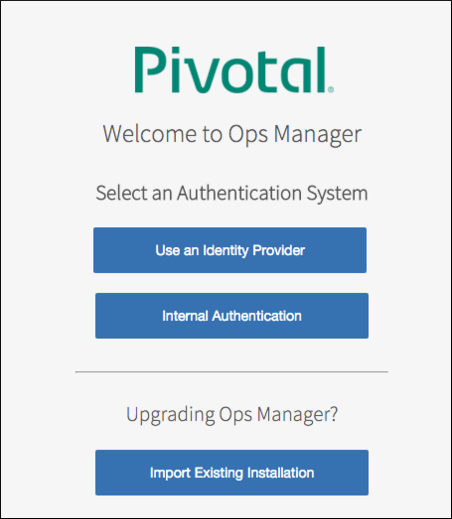 Pivotal®
Welcome to Ops Manager
Select an Authentication System
Use an Identity Provider
Internal Authentication
Upgrading Ops Manager?
Import Existing Installation